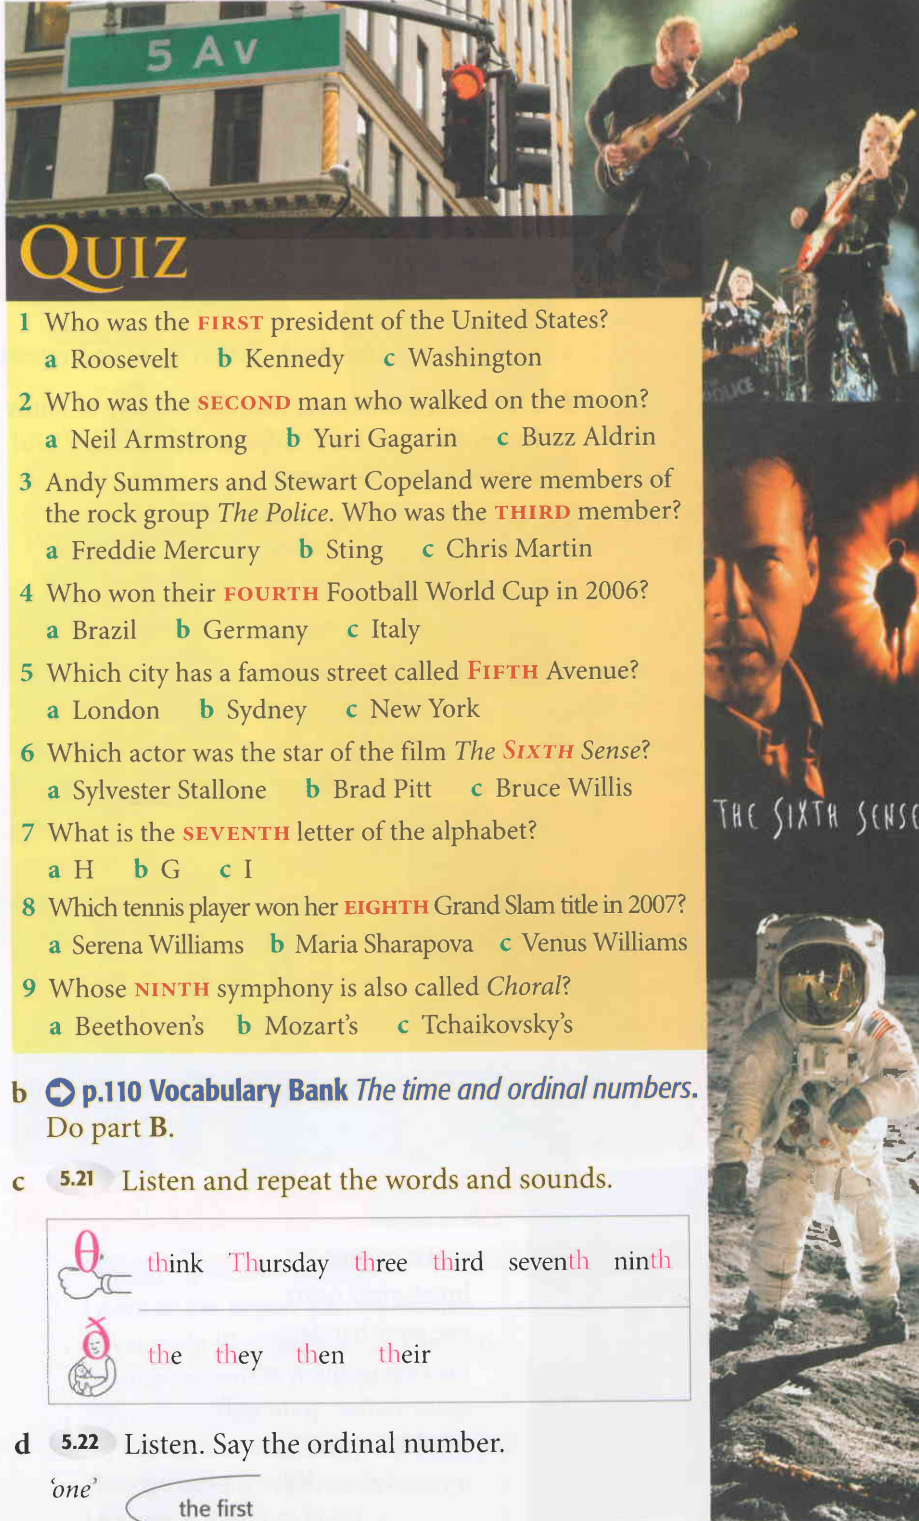 5 Av
QUIZ
1 Who was the FIRST president of the United States?
a Roosevelt b Kennedy c Washington
2 Who was the SECOND man who walked on the moon?
a Neil Armstrong b Yuri Gagarin c Buzz Aldrin
3 Andy Summers and Stewart Copeland were members of
the rock group The Police. Who was the THIRD member?
a Freddie Mercury b Sting c Chris Martin
4 Who won their FOURTH Football World Cup in 2006?
a Brazil b Germany c Italy
5 Which city has a famous street called FIFTH Avenue?
a London b Sydney c New York
6 Which actor was the star of the film The SIXTH Sense?
a Sylvester Stallone b Brad Pitt c Bruce Willis
THE SIXTH SENSE
7 What is the SEVENTH letter of the alphabet?
a H b G c I
8 Which tennis player won her EIGHTH Grand Slam title in 2007?
a Serena Williams b Maria Sharapova c Venus Williams
9 Whose NINTH symphony is also called Choral?
a Beethoven's b Mozart's c Tchaikovsky's
b p.110 Vocabulary Bank The time and ordinal numbers.
Do part B.
c 5.21 Listen and repeat the words and sounds.
θ think Thursday three third seventh ninth
ð the they then their
d 5.22 Listen. Say the ordinal number.
'one'
the first